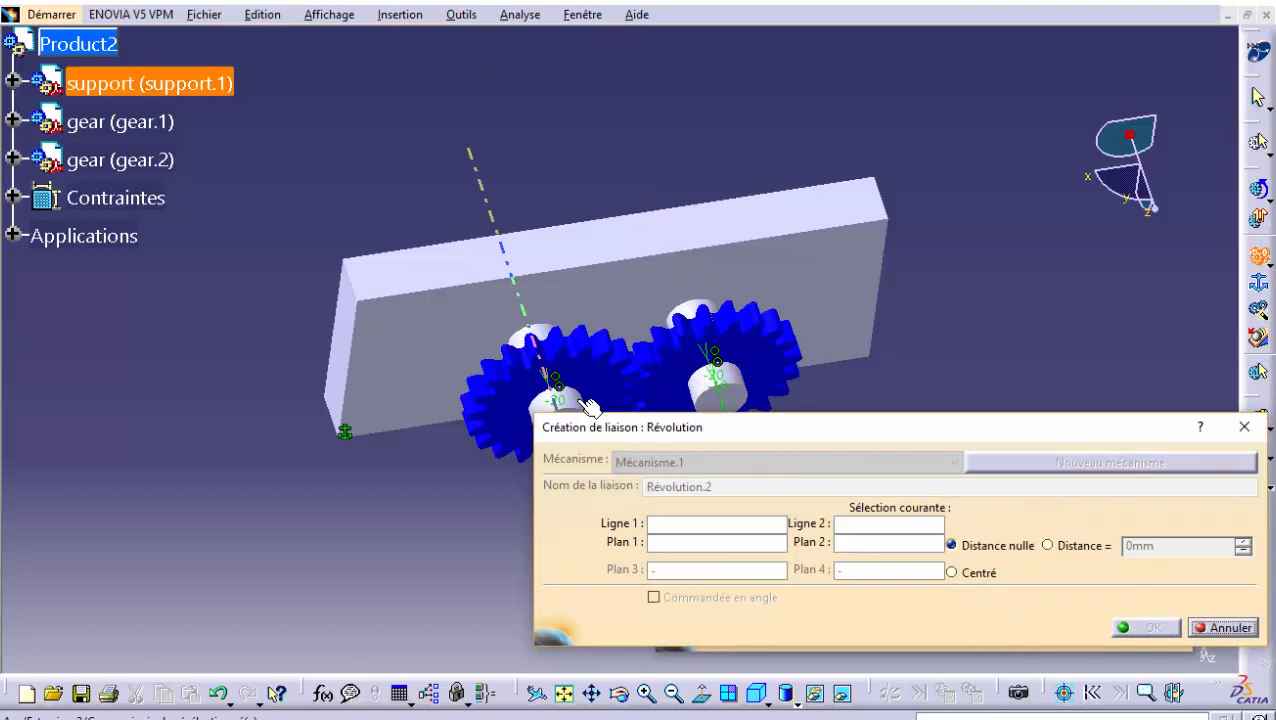 Démarrer ENOVIA V5 VPM Fichier Edition Affichage Insertion Outils Analyse Fenêtre Aide
Product2
support (support.1)
gear (gear.1)
gear (gear.2)
Contraintes
Applications
x
y
z
-20
-20
Création de liaison : Révolution ?
Mécanisme : Mécanisme.1 Nouveau mécanisme
Nom de la liaison : Révolution.2
Sélection courante :
Ligne 1 : Ligne 2 :
Plan 1 : Plan 2 : Distance nulle Distance = 0mm
Plan 3 : - Plan 4 : - Centré
Commandée en angle
OK Annuler
f(x)
CATIA